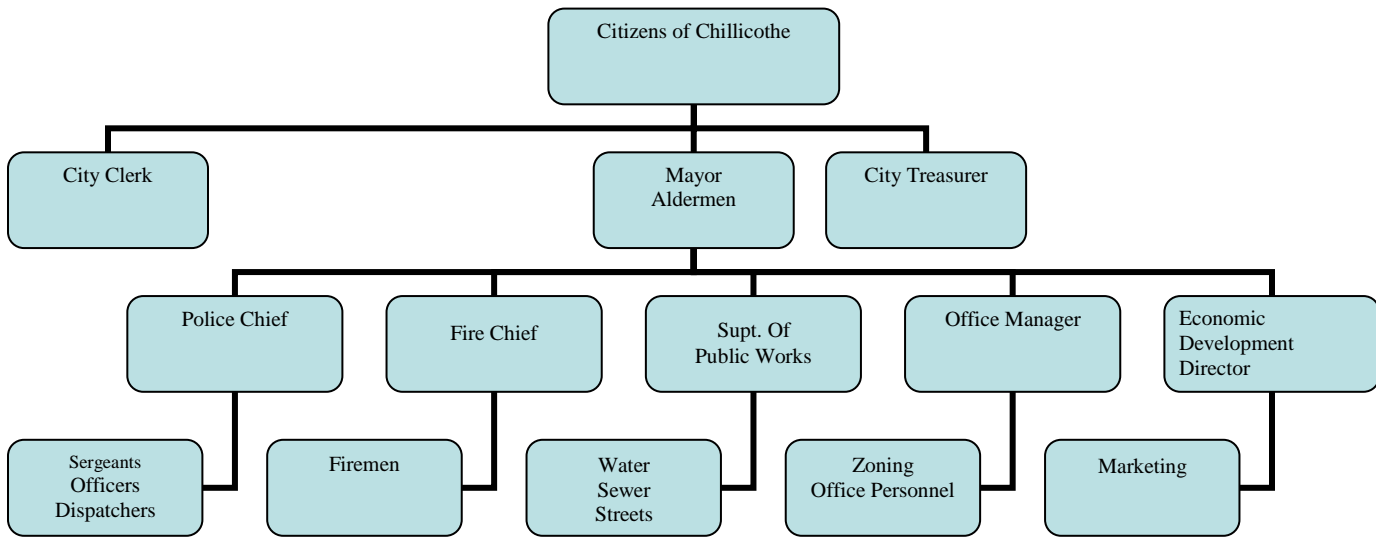 Citizens of Chillicothe
City Clerk
Mayor
Aldermen
City Treasurer
Police Chief
Fire Chief
Supt. Of
Public Works
Office Manager
Economic
Development
Director
Sergeants
Officers
Dispatchers
Firemen
Water
Sewer
Streets
Zoning
Office Personnel
Marketing